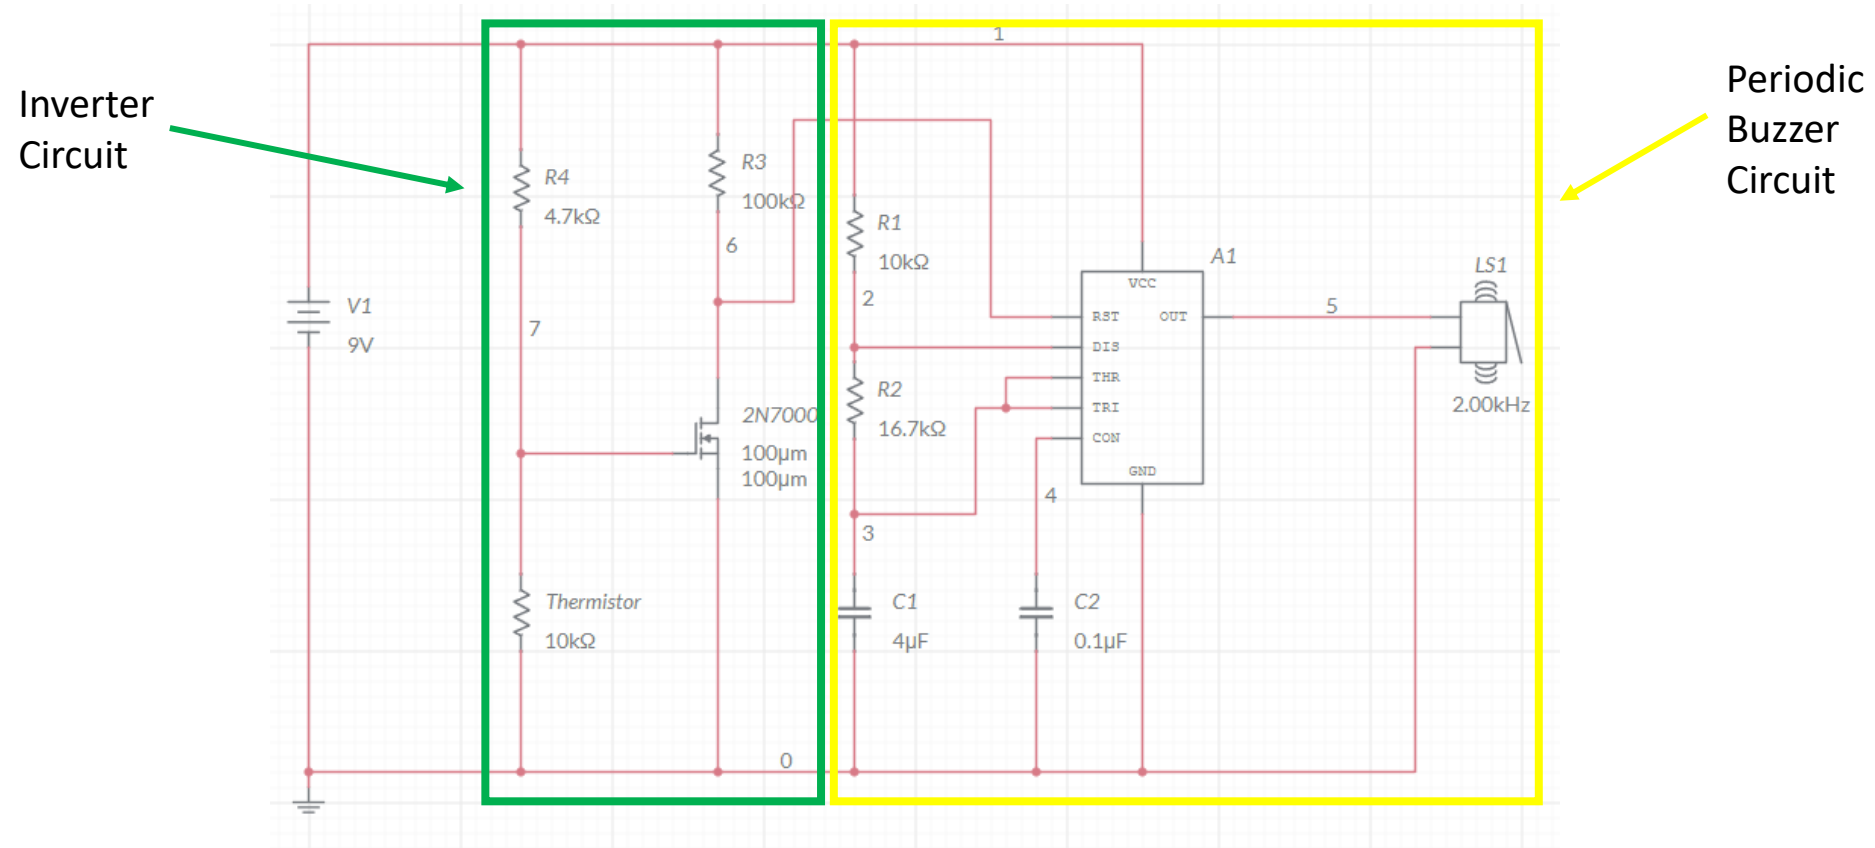 Inverter
Circuit
Periodic
Buzzer
Circuit
1
R4
4.7kΩ
R3
100kΩ
6
7
V1
9V
2N7000
100µm
100µm
Thermistor
10kΩ
0
R1
10kΩ
2
R2
16.7kΩ
3
C1
4µF
C2
0.1µF
4
A1
VCC
RST
OUT
DIS
THR
TRI
CON
GND
5
LS1
2.00kHz